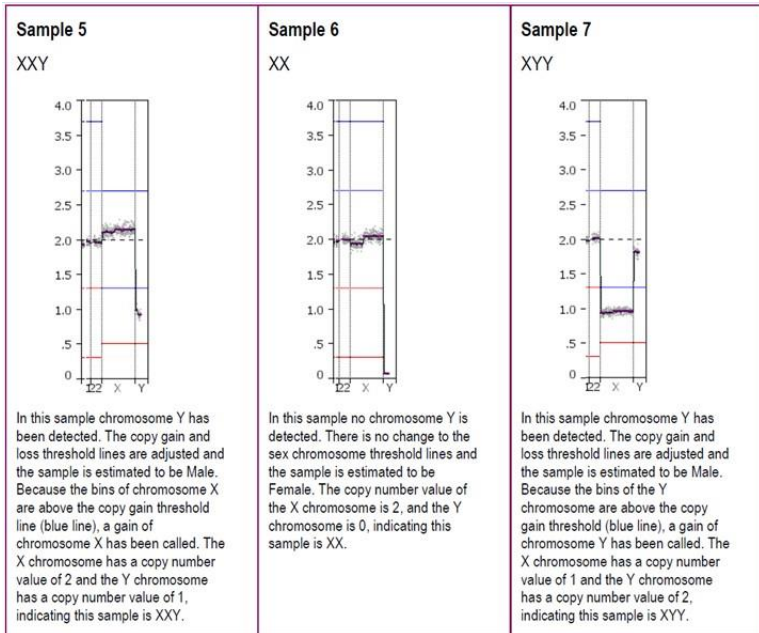 Sample 5
XXY
4.0
3.5
3.0
2.5
2.0
1.5
1.0
.5
0
122 X Y
In this sample chromosome Y has
been detected. The copy gain and
loss threshold lines are adjusted and
the sample is estimated to be Male.
Because the bins of chromosome X
are above the copy gain threshold
line (blue line), a gain of
chromosome X has been called. The
X chromosome has a copy number
value of 2 and the Y chromosome
has a copy number value of 1,
indicating this sample is XXY.
Sample 6
XX
4.0
3.5
3.0
2.5
2.0
1.5
1.0
.5
0
122 X Y
In this sample no chromosome Y is
detected. There is no change to the
sex chromosome threshold lines and
the sample is estimated to be
Female. The copy number value of
the X chromosome is 2, and the Y
chromosome is 0, indicating this
sample is XX.
Sample 7
XYY
4.0
3.5
3.0
2.5
2.0
1.5
1.0
.5
0
122 X Y
In this sample chromosome Y has
been detected. The copy gain and
loss threshold lines are adjusted and
the sample is estimated to be Male.
Because the bins of the Y
chromosome are above the copy
gain threshold (blue line), a gain of
chromosome Y has been called. The
X chromosome has a copy number
value of 1 and the Y chromosome
has a copy number value of 2,
indicating this sample is XYY.